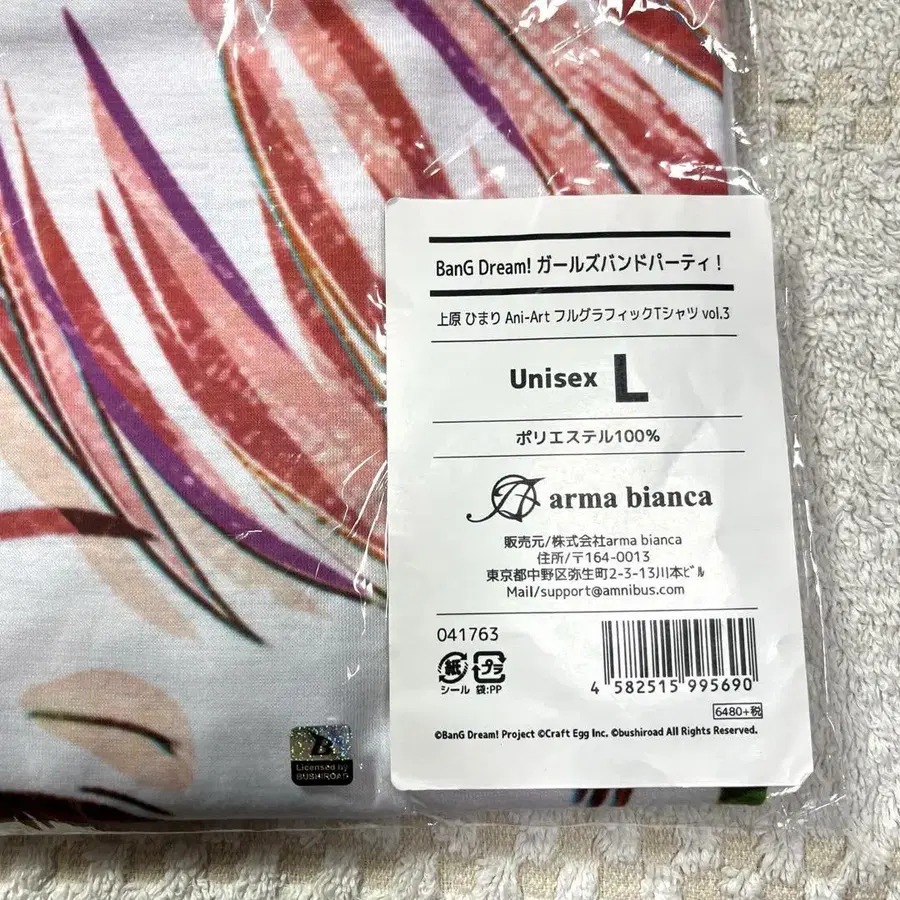 BanG Dream! ガールズバンドパーティ！
上原 ひまり Ani-Art フルグラフィックTシャツ vol.3
Unisex L
ポリエステル100%
arma bianca
販売元/株式会社arma bianca
住所/〒164-0013
東京都中野区弥生町2-3-13川本ビル
Mail/support@amnibus.com
041763
紙 プラ
シール 袋:PP
4 582515 995690
6480+税
©BanG Dream! Project ©Craft Egg Inc. ©bushiroad All Rights Reserved.
B
Licensed by
BUSHIROAD